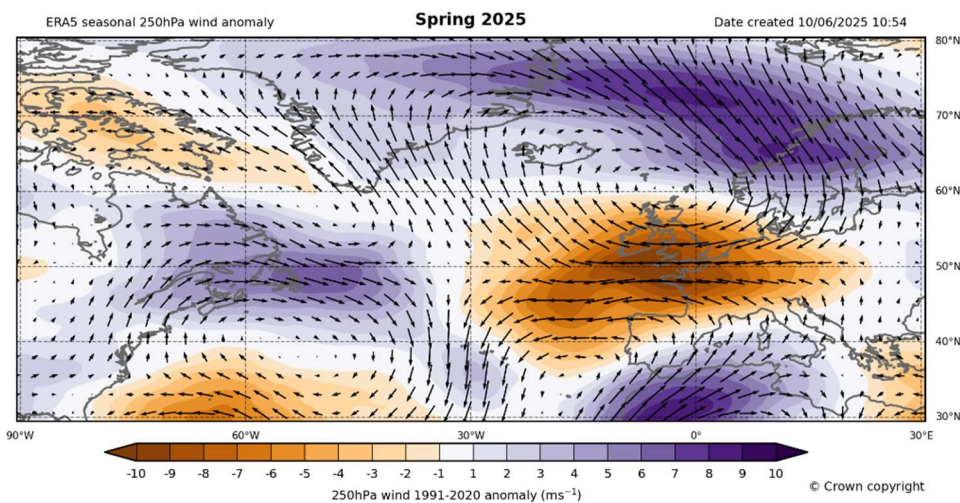 ERA5 seasonal 250hPa wind anomaly
Spring 2025
Date created 10/06/2025 10:54
80°N
70°N
60°N
50°N
40°N
30°N
90°W 60°W 30°W 0° 30°E
-10 -9 -8 -7 -6 -5 -4 -3 -2 -1 1 2 3 4 5 6 7 8 9 10
250hPa wind 1991-2020 anomaly (ms⁻¹)
© Crown copyright